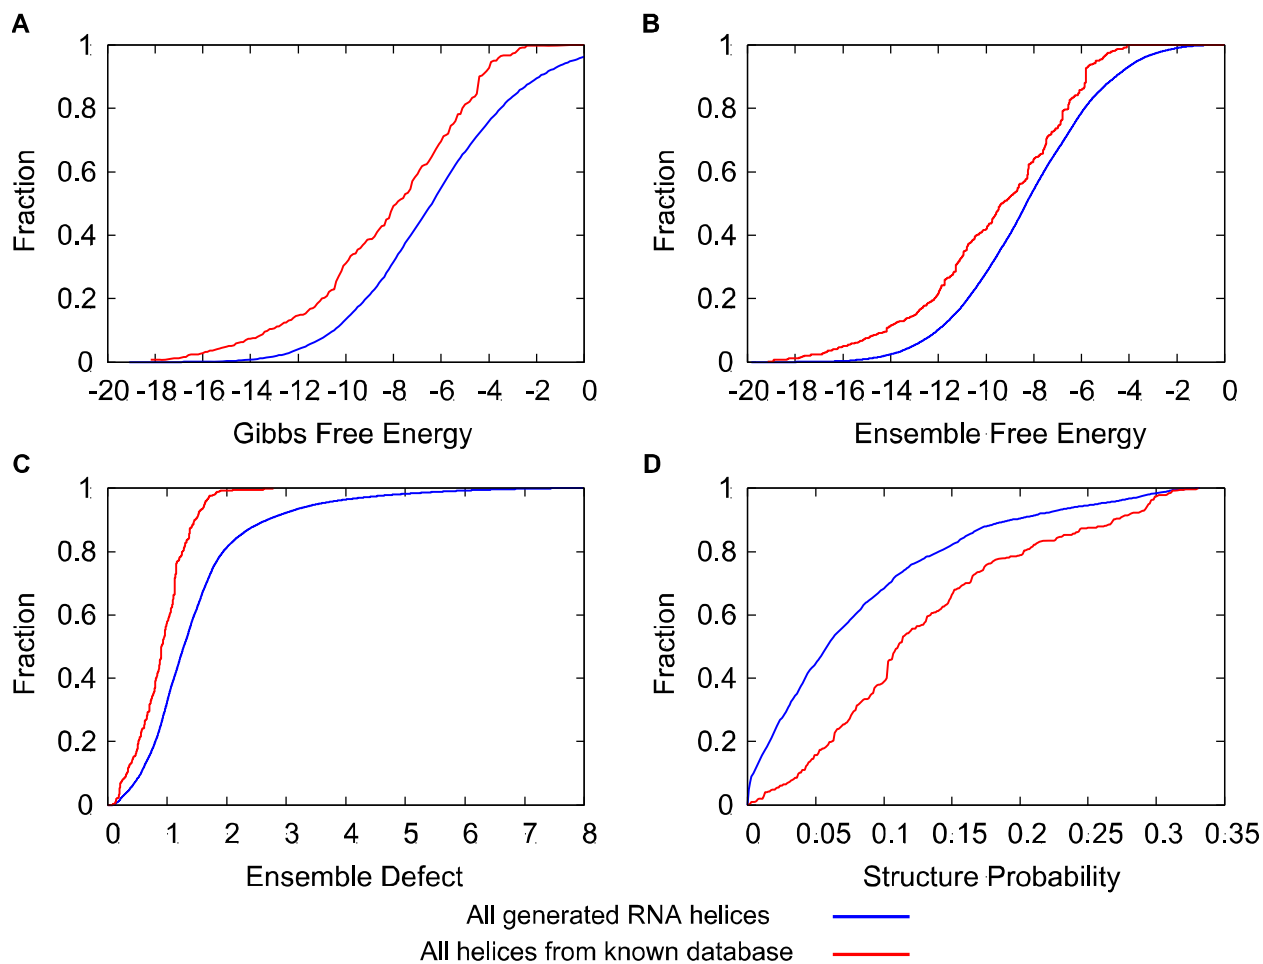 A
1
0.8
0.6
0.4
0.2
0
Fraction
-20 -18 -16 -14 -12 -10 -8 -6 -4 -2 0
Gibbs Free Energy
B
1
0.8
0.6
0.4
0.2
0
Fraction
-20 -18 -16 -14 -12 -10 -8 -6 -4 -2 0
Ensemble Free Energy
C
1
0.8
0.6
0.4
0.2
0
Fraction
0 1 2 3 4 5 6 7 8
Ensemble Defect
D
1
0.8
0.6
0.4
0.2
0
Fraction
0 0.05 0.1 0.15 0.2 0.25 0.3 0.35
Structure Probability
All generated RNA helices
All helices from known database